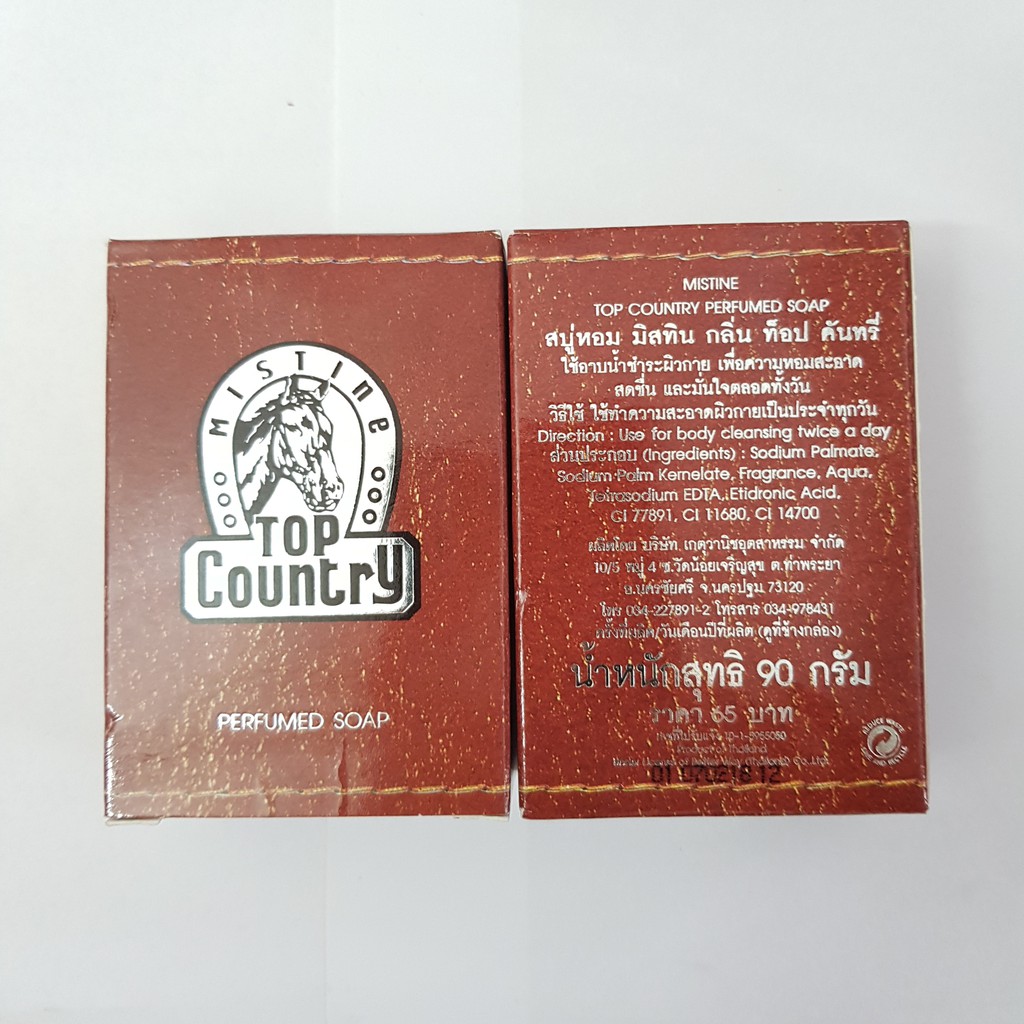 MISTINE
TOP
Country
PERFUMED SOAP
MISTINE
TOP COUNTRY PERFUMED SOAP
สบู่หอม มิสทิน กลิ่น ท็อป คันทรี่
ใช้อาบน้ำชำระผิวกาย เพื่อความหอมสะอาด
สดชื่น และมั่นใจตลอดทั้งวัน
วิธีใช้ ใช้ทำความสะอาดผิวกายเป็นประจำทุกวัน
Direction : Use for body cleansing twice a day
ส่วนประกอบ (Ingredients) : Sodium Palmate,
Sodium Palm Kernelate, Fragrance, Aqua,
Tetrasodium EDTA, Etidronic Acid,
CI 77891, CI 11680, CI 14700
ผลิตโดย บริษัท เกตุวานิชอุตสาหกรรม จำกัด
10/5 หมู่ 4 ซ.วัดน้อยเจริญสุข ต.ท่าพระยา
อ.นครชัยศรี จ.นครปฐม 73120
โทร 034-227891-2 โทรสาร 034-978431
ครั้งที่ผลิต/วันเดือนปีที่ผลิต (ดูที่ข้างกล่อง)
น้ำหนักสุทธิ 90 กรัม
ราคา 65 บาท
Product of Thailand
Under License of Better Way (Thailand) Co.,Ltd.